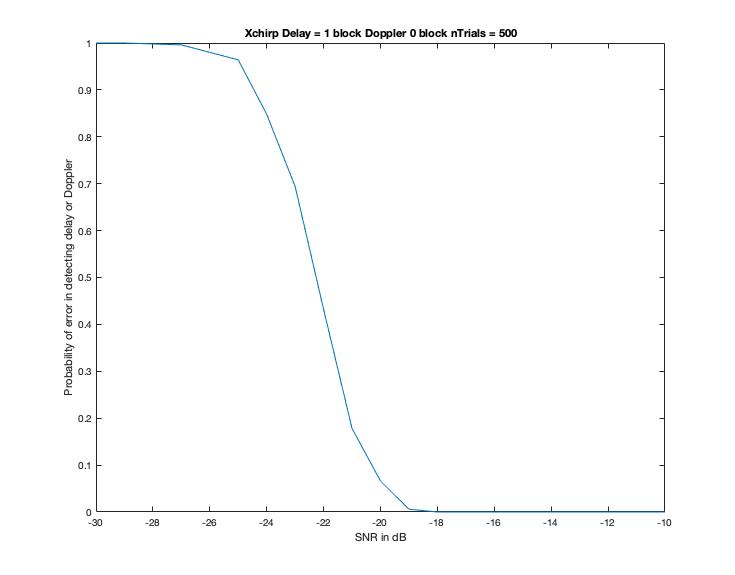 Xchirp Delay = 1 block Doppler 0 block nTrials = 500
1
0.9
0.8
0.7
0.6
0.5
0.4
0.3
0.2
0.1
0
Probability of error in detecting delay or Doppler
-30 -28 -26 -24 -22 -20 -18 -16 -14 -12 -10
SNR in dB